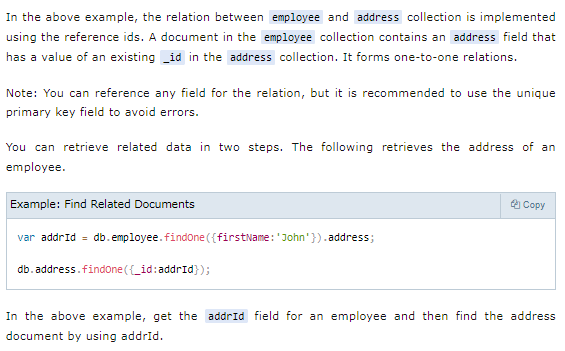 In the above example, the relation between employee and address collection is implemented
using the reference ids. A document in the employee collection contains an address field that
has a value of an existing _id in the address collection. It forms one-to-one relations.
Note: You can reference any field for the relation, but it is recommended to use the unique
primary key field to avoid errors.
You can retrieve related data in two steps. The following retrieves the address of an
employee.
Example: Find Related Documents
Copy
var addrId = db.employee.findOne({firstName:'John'}).address;
db.address.findOne({_id:addrId});
In the above example, get the addrId field for an employee and then find the address
document by using addrId.